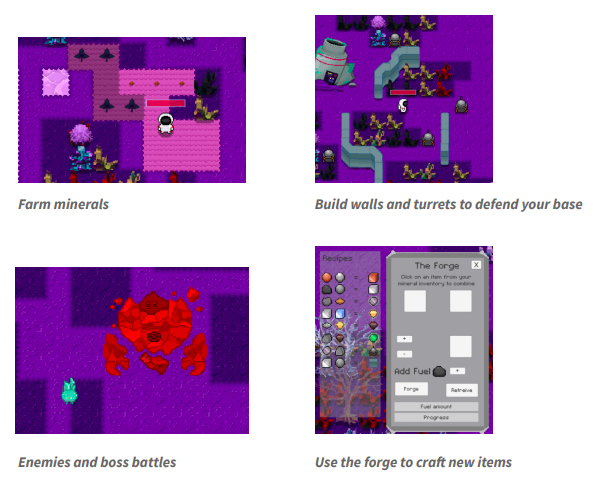 Farm minerals
Build walls and turrets to defend your base
Recipes
The Forge
X
Click on an item from your
mineral inventory to combine
+
-
Add Fuel
+
Forge
Retreive
Fuel amount
Progress
Enemies and boss battles
Use the forge to craft new items